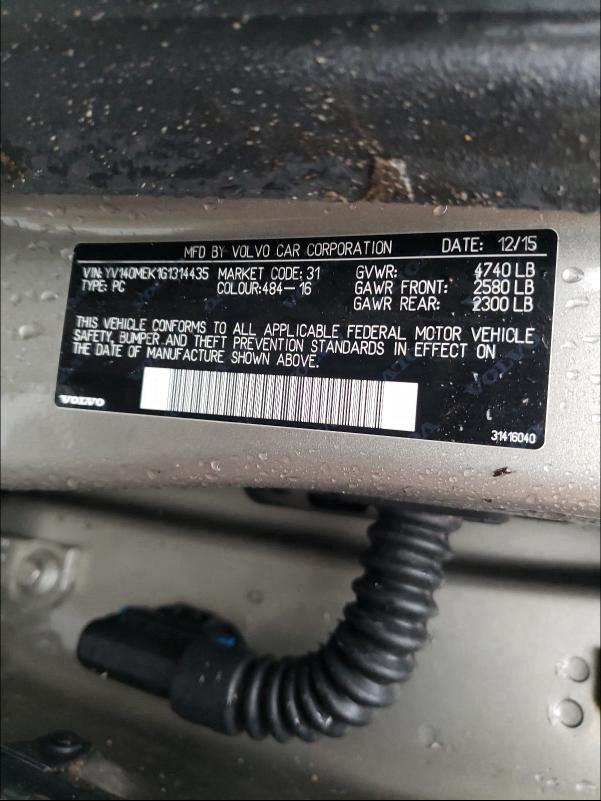 MFD BY VOLVO CAR CORPORATION DATE: 12/15
VIN: YV140MEK1G1314435 MARKET CODE: 31 GVWR: 4740 LB
TYPE: PC COLOUR:484-16 GAWR FRONT: 2580 LB
GAWR REAR: 2300 LB
THIS VEHICLE CONFORMS TO ALL APPLICABLE FEDERAL MOTOR VEHICLE
SAFETY, BUMPER AND THEFT PREVENTION STANDARDS IN EFFECT ON
THE DATE OF MANUFACTURE SHOWN ABOVE.
VOLVO
31416040